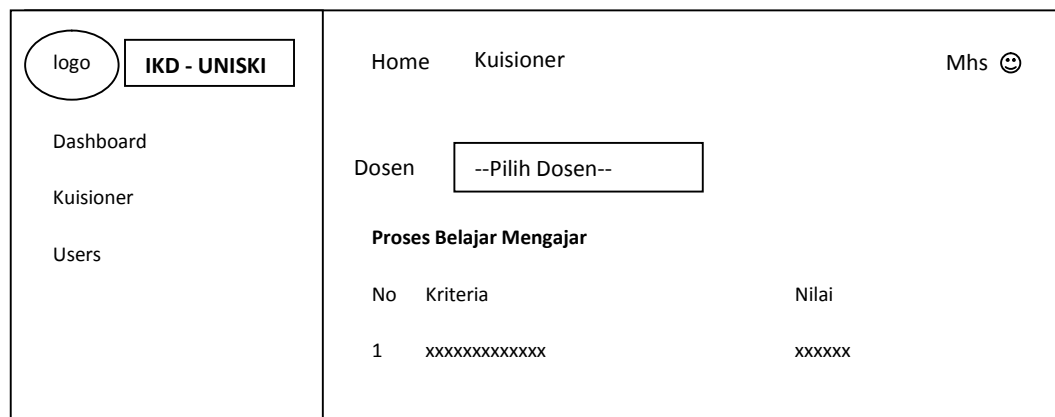 logo
IKD - UNISKI
Dashboard
Kuisioner
Users
Home Kuisioner Mhs
Dosen --Pilih Dosen--
Proses Belajar Mengajar
No Kriteria Nilai
1 xxxxxxxxxxxxx xxxxxx